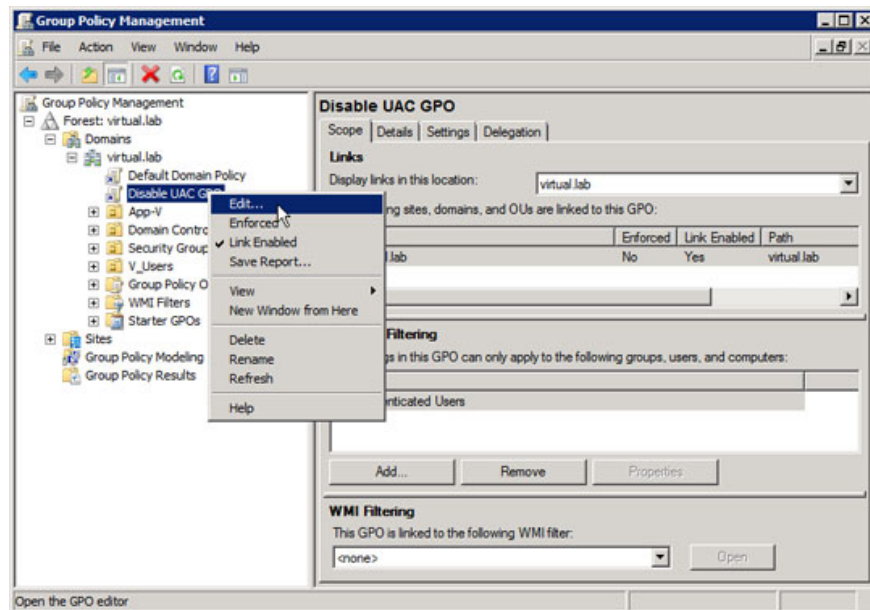 Group Policy Management
File Action View Window Help
Group Policy Management
Forest: virtual.lab
Domains
virtual.lab
Default Domain Policy
Disable UAC
App-V
Domain Contro
Security Group
V_Users
Group Policy O
WMI Filters
Starter GPOs
Sites
Group Policy Modeling
Group Policy Results
Edit...
Enforced
Link Enabled
Save Report...
View
New Window from Here
Delete
Rename
Refresh
Help
Disable UAC GPO
Scope Details Settings Delegation
Links
Display links in this location: virtual.lab
ng sites, domains, and OUs are linked to this GPO:
Enforced Link Enabled Path
l.lab No Yes virtual.lab
Filtering
s in this GPO can only apply to the following groups, users, and computers:
enticated Users
Add... Remove Properties
WMI Filtering
This GPO is linked to the following WMI filter:
<none> Open
Open the GPO editor